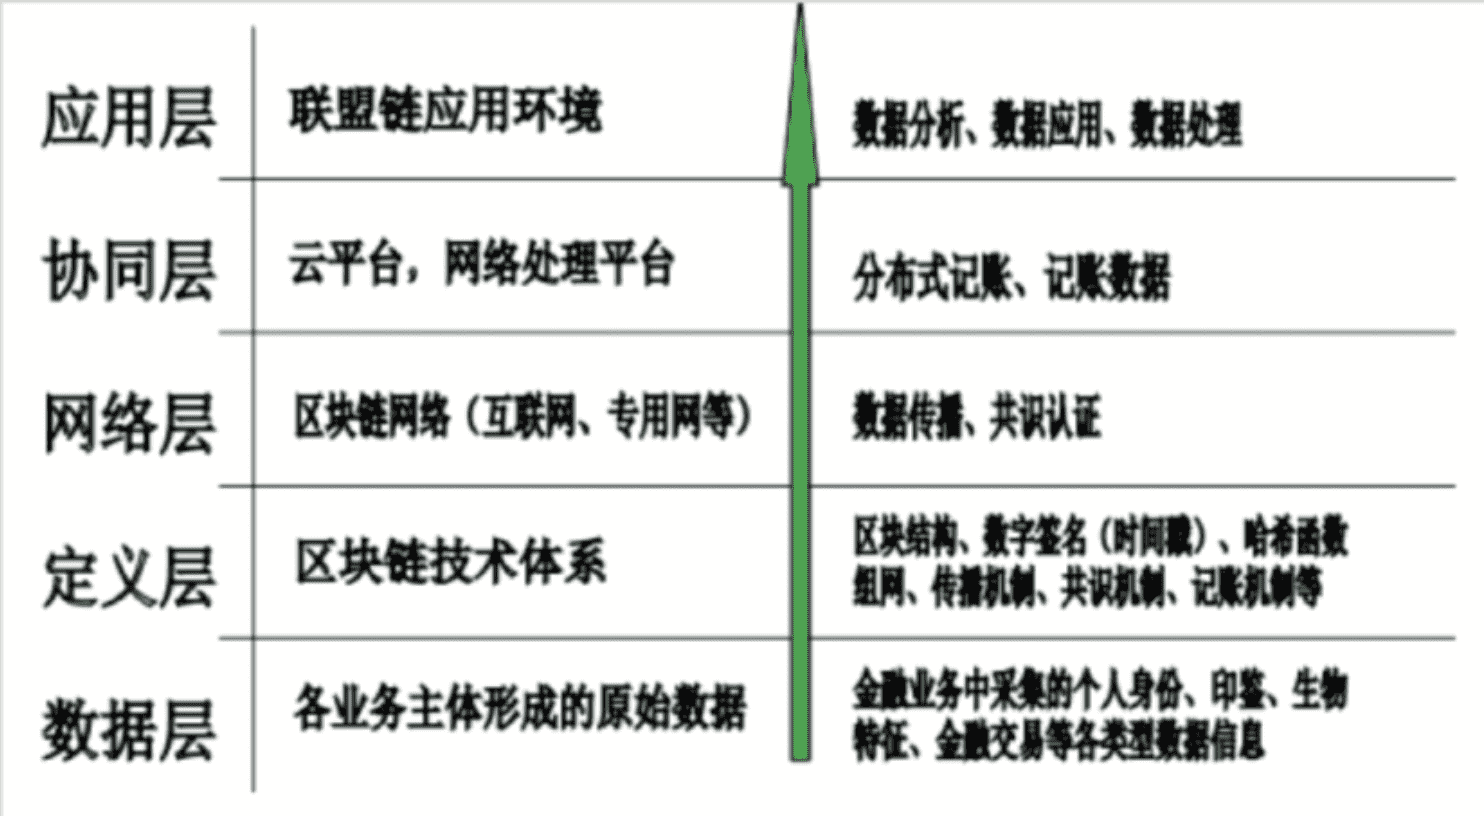 应用层
联盟链应用环境
数据分析、数据应用、数据处理
协同层
云平台，网络处理平台
分布式记账、记账数据
网络层
区块链网络（互联网、专用网等）
数据传播、共识认证
定义层
区块链技术体系
区块结构、数字签名（时间戳）、哈希函数
组网、传播机制、共识机制、记账机制等
数据层
各业务主体形成的原始数据
金融业务中采集的个人身份、印鉴、生物
特征、金融交易等各类型数据信息